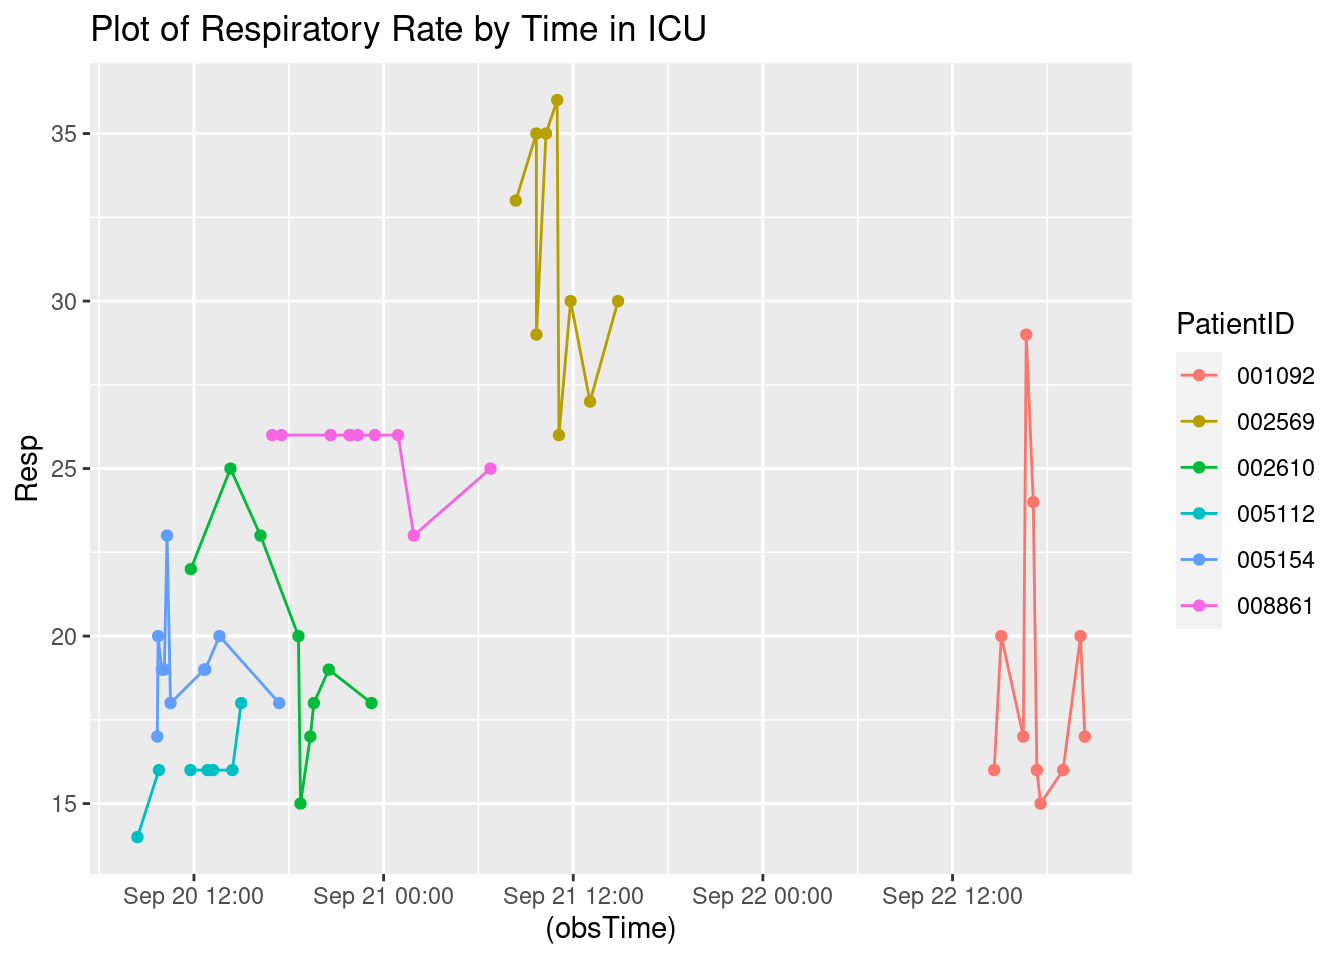 Plot of Respiratory Rate by Time in ICU
35
30
25
20
15
Resp
Sep 20 12:00
Sep 21 00:00
Sep 21 12:00
Sep 22 00:00
Sep 22 12:00
(obsTime)
PatientID
001092
002569
002610
005112
005154
008861